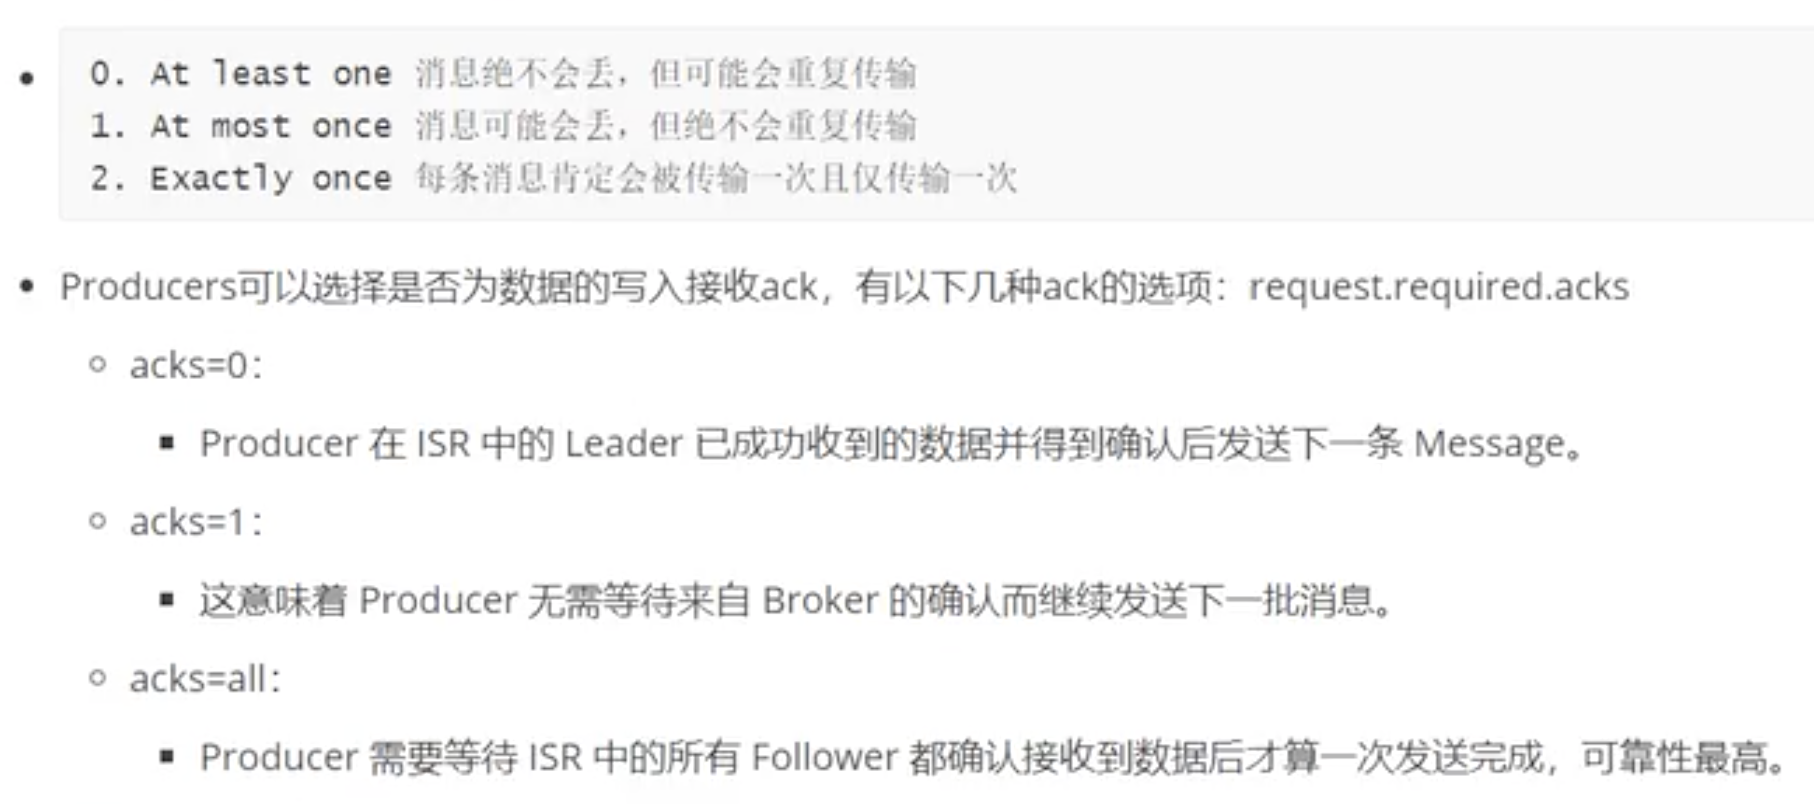 0. At least one 消息绝不会丢，但可能会重复传输
1. At most once 消息可能会丢，但绝不会重复传输
2. Exactly once 每条消息肯定会被传输一次且仅传输一次
Producers可以选择是否为数据的写入接收ack，有以下几种ack的选项：request.required.acks
acks=0：
Producer 在 ISR 中的 Leader 已成功收到的数据并得到确认后发送下一条 Message。
acks=1：
这意味着 Producer 无需等待来自 Broker 的确认而继续发送下一批消息。
acks=all：
Producer 需要等待 ISR 中的所有 Follower 都确认接收到数据后才算一次发送完成，可靠性最高。